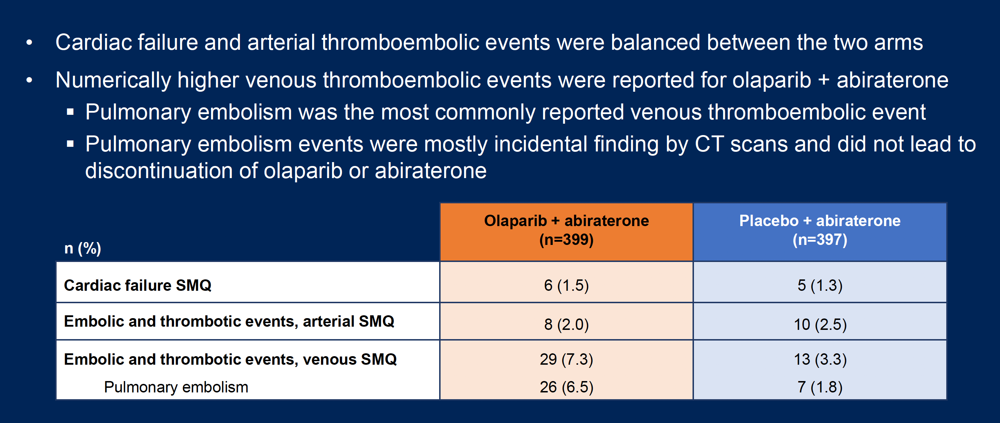 • Cardiac failure and arterial thromboembolic events were balanced between the two arms
• Numerically higher venous thromboembolic events were reported for olaparib + abiraterone
▪ Pulmonary embolism was the most commonly reported venous thromboembolic event
▪ Pulmonary embolism events were mostly incidental finding by CT scans and did not lead to
discontinuation of olaparib or abiraterone
n (%) Olaparib + abiraterone Placebo + abiraterone
(n=399) (n=397)
Cardiac failure SMQ 6 (1.5) 5 (1.3)
Embolic and thrombotic events, arterial SMQ 8 (2.0) 10 (2.5)
Embolic and thrombotic events, venous SMQ 29 (7.3) 13 (3.3)
Pulmonary embolism 26 (6.5) 7 (1.8)